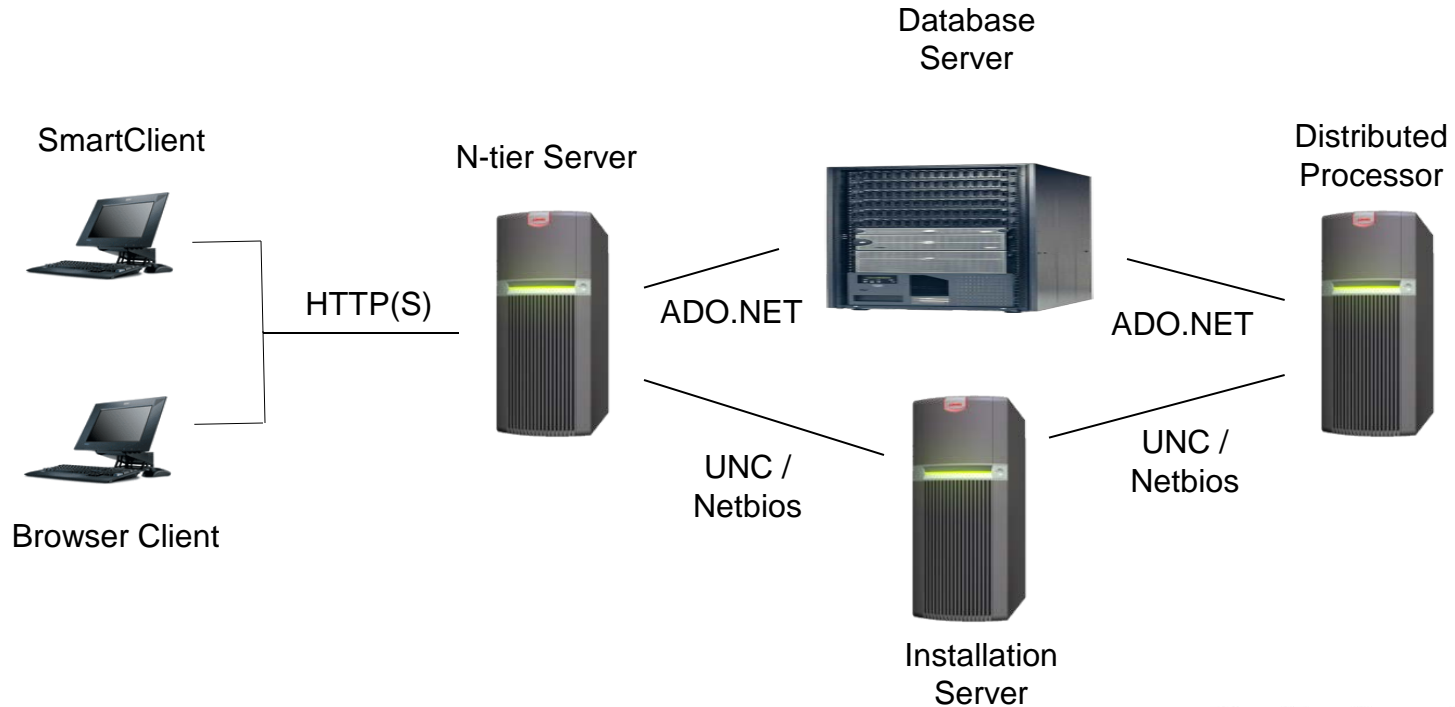 Database
Server
SmartClient
N-tier Server
Distributed
Processor
HTTP(S)
ADO.NET
ADO.NET
UNC /
Netbios
UNC /
Netbios
Browser Client
Installation
Server